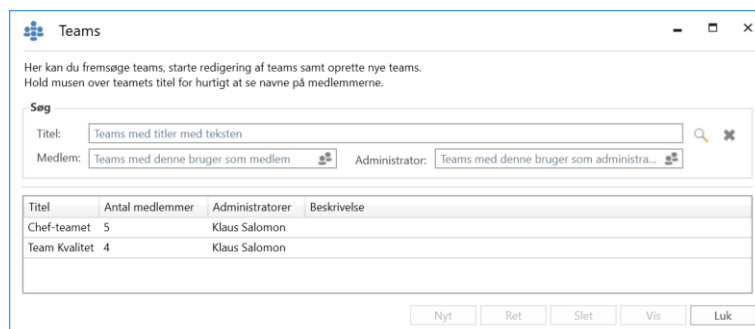 Teams
Her kan du fremsøge teams, starte redigering af teams samt oprette nye teams.
Hold musen over teamets titel for hurtigt at se navne på medlemmerne.
Søg
Titel: Teams med titler med teksten
Medlem: Teams med denne bruger som medlem Administrator: Teams med denne bruger som administra...
Titel Antal medlemmer Administratorer Beskrivelse
Chef-teamet 5 Klaus Salomon
Team Kvalitet 4 Klaus Salomon
Nyt Ret Slet Vis Luk